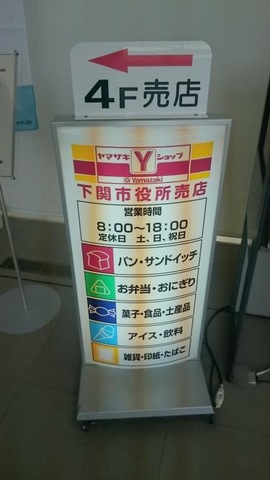 4F売店
ヤマザキ Y ショップ
Yamazaki
下関市役所売店
営業時間
8:00〜18:00
定休日 土、日、祝日
パン・サンドイッチ
お弁当・おにぎり
菓子・食品・土産品
アイス・飲料
雑貨・印紙・たばこ